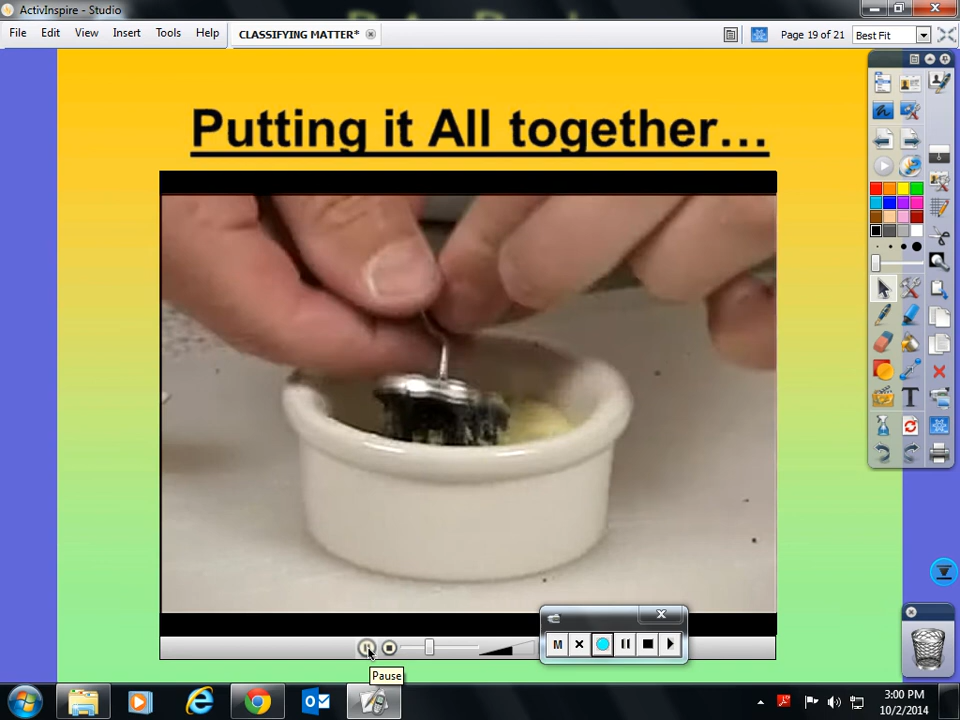 ActivInspire - Studio
File Edit View Insert Tools Help
CLASSIFYING MATTER*
Page 19 of 21
Best Fit
Putting it All together...
M
T
Pause
3:00 PM
10/2/2014